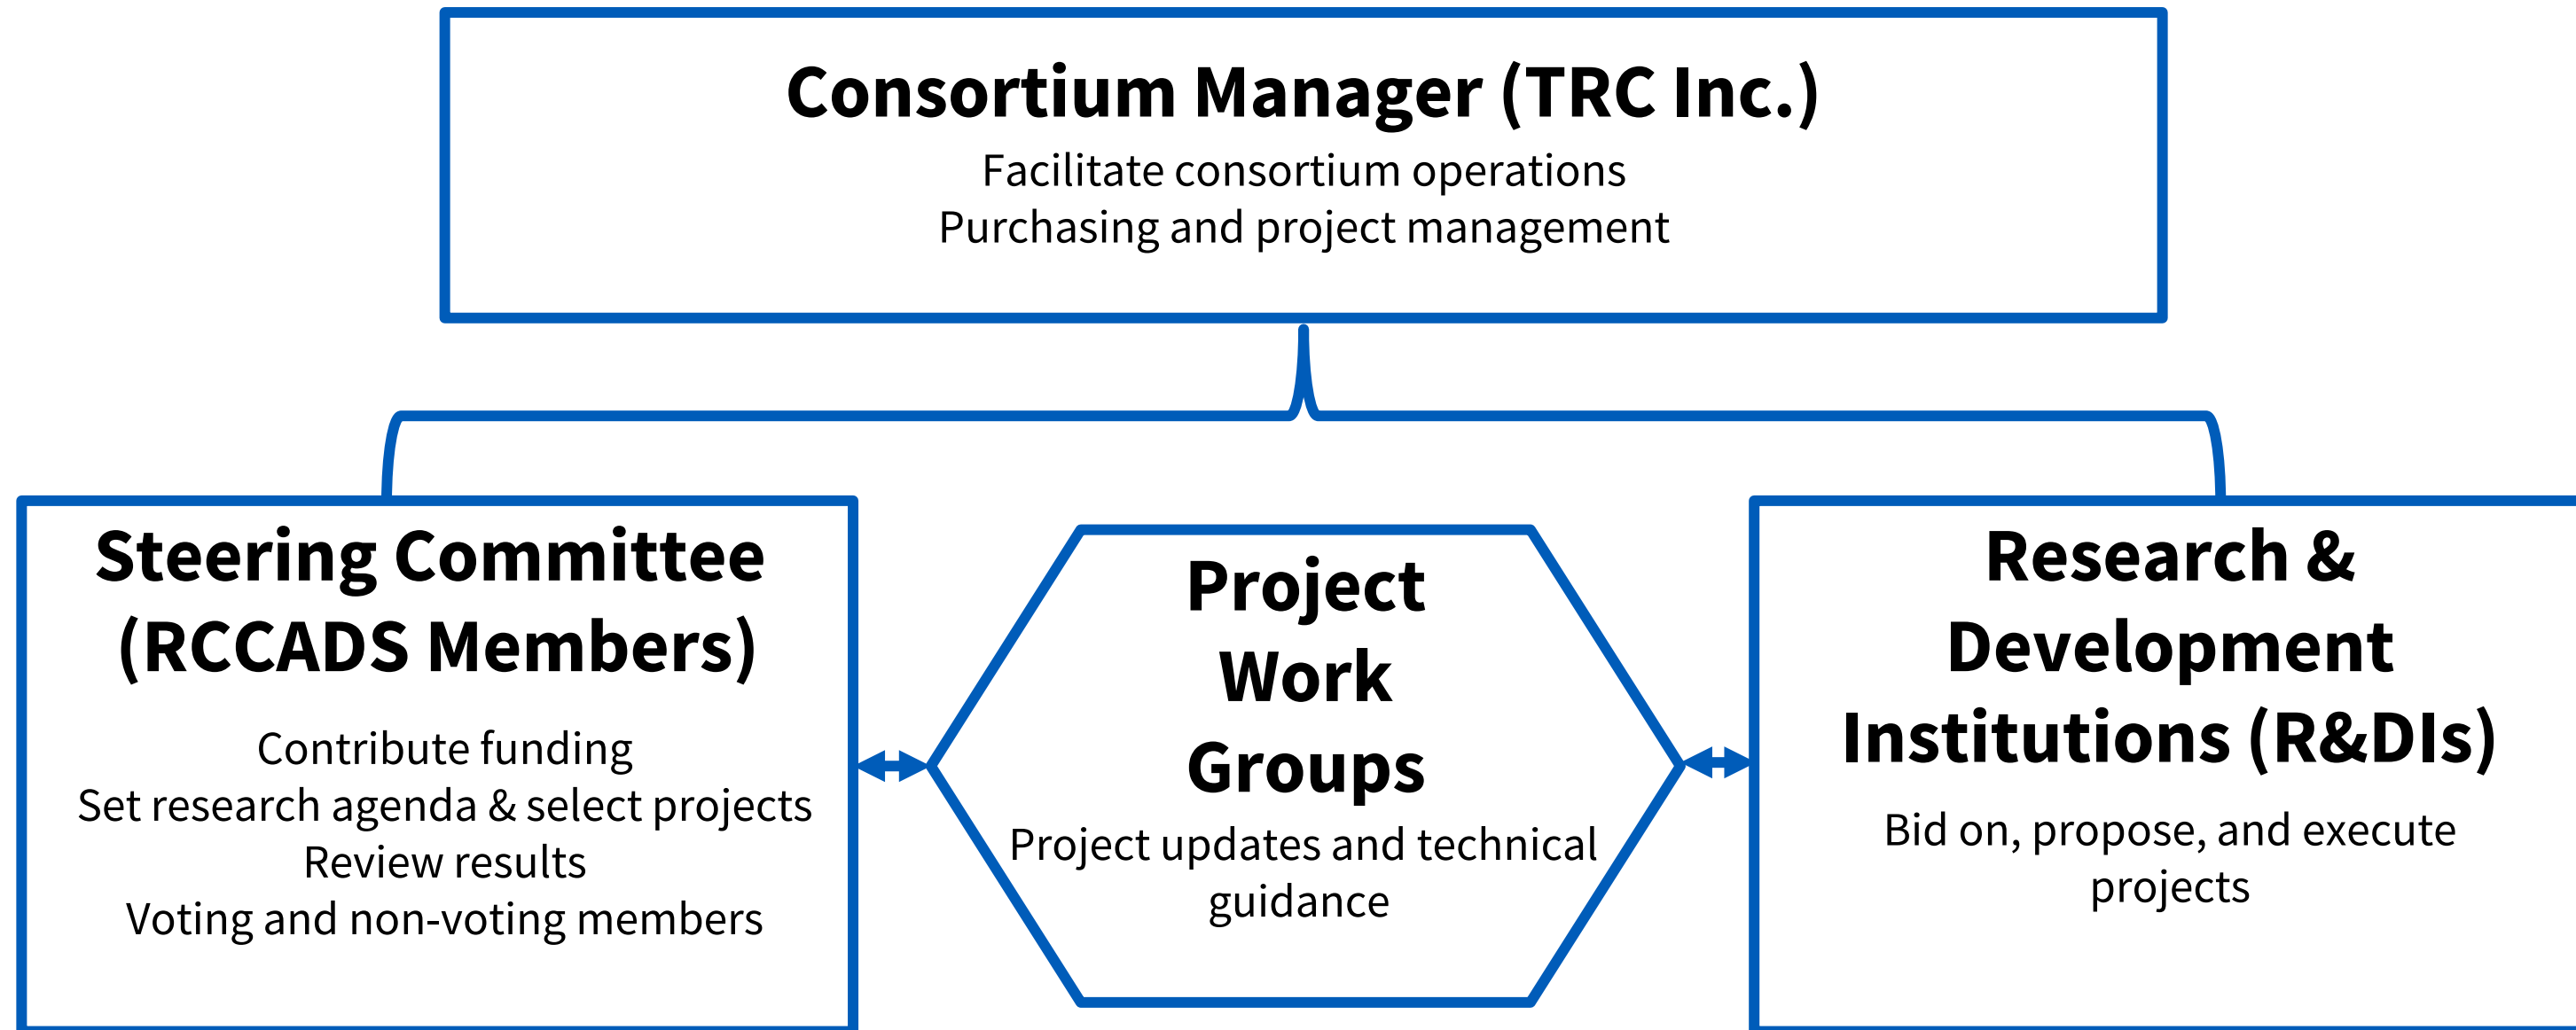 Consortium Manager (TRC Inc.)
Facilitate consortium operations
Purchasing and project management
Steering Committee
(RCCADS Members)
Contribute funding
Set research agenda & select projects
Review results
Voting and non-voting members
Project
Work
Groups
Project updates and technical
guidance
Research &
Development
Institutions (R&DIs)
Bid on, propose, and execute
projects